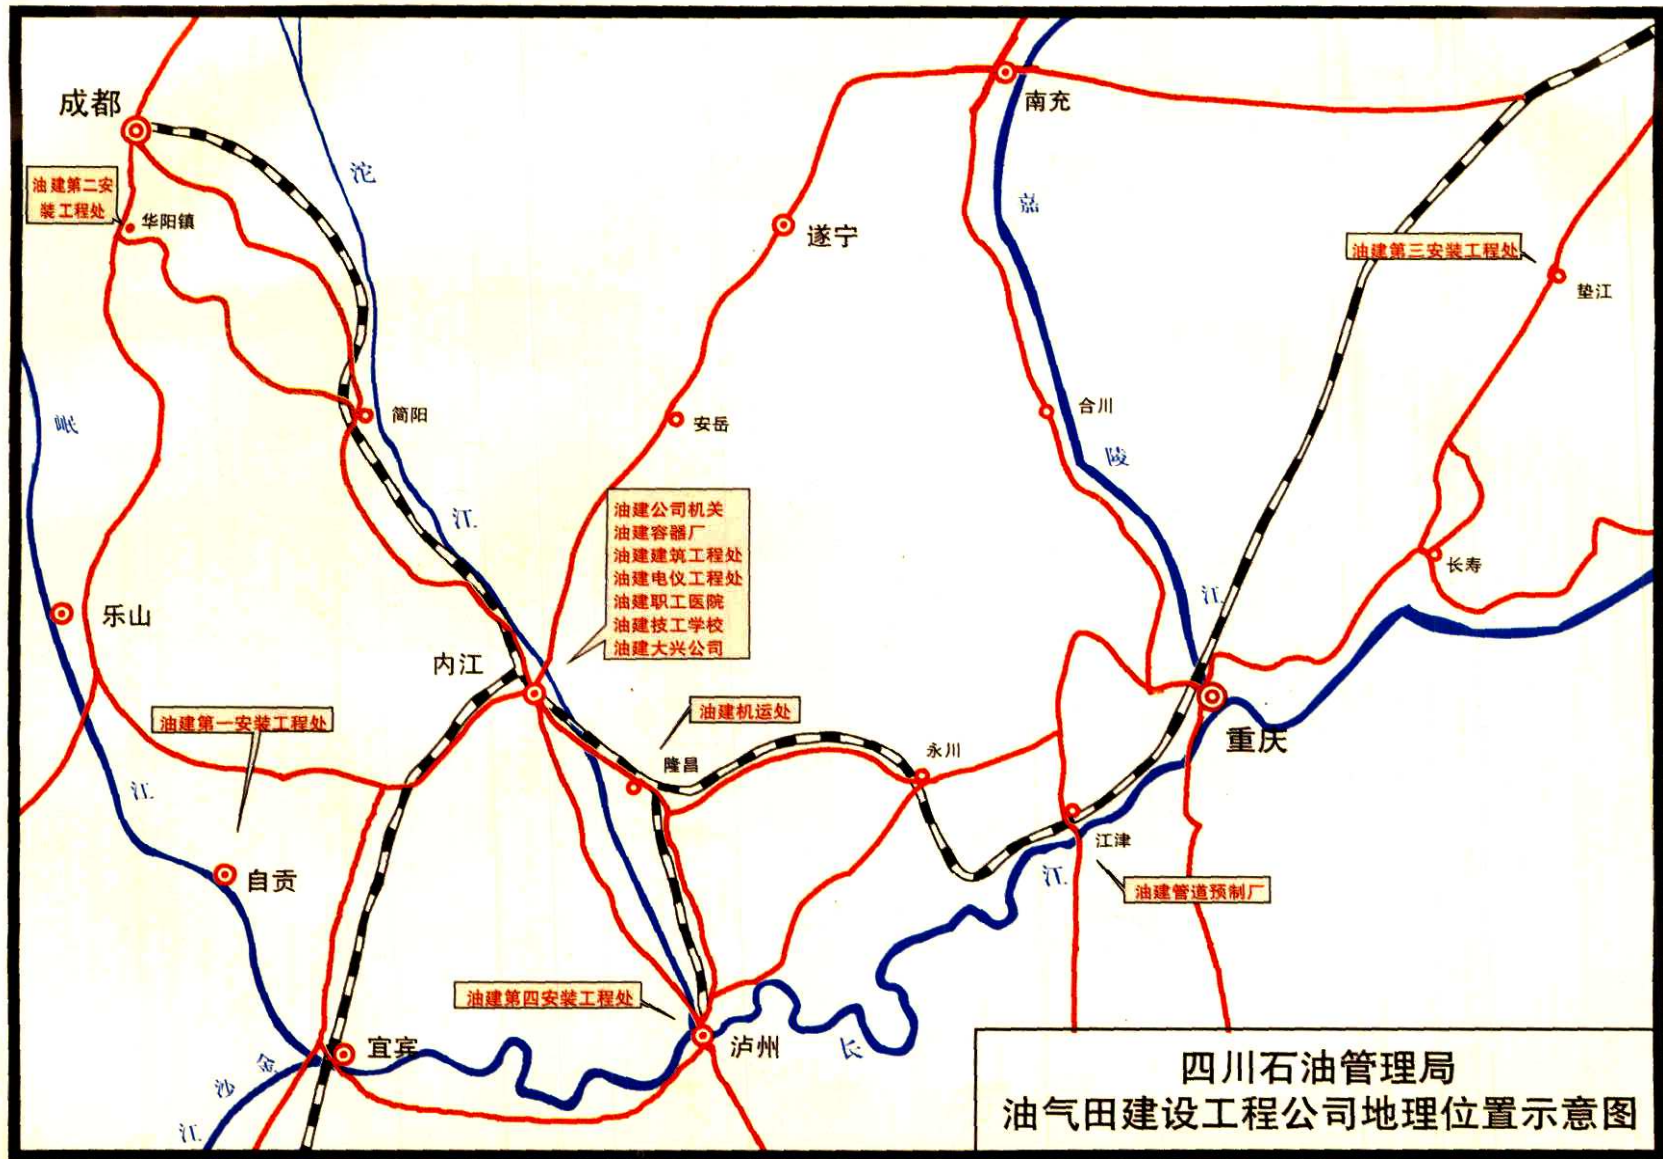 成都
南充
沱
油建第二安
装工程处
华阳镇
嘉
遂宁
油建第三安装工程处
垫江
岷
简阳
安岳
合川
陵
江
油建公司机关
油建容器厂
油建建筑工程处
油建电仪工程处
油建职工医院
油建技工学校
油建大兴公司
长寿
江
乐山
内江
油建第一安装工程处
油建机运处
重庆
永川
隆昌
江
江津
江
自贡
油建管道预制厂
油建第四安装工程处
宜宾
泸州
长
金
沙
江
四川石油管理局
油气田建设工程公司地理位置示意图